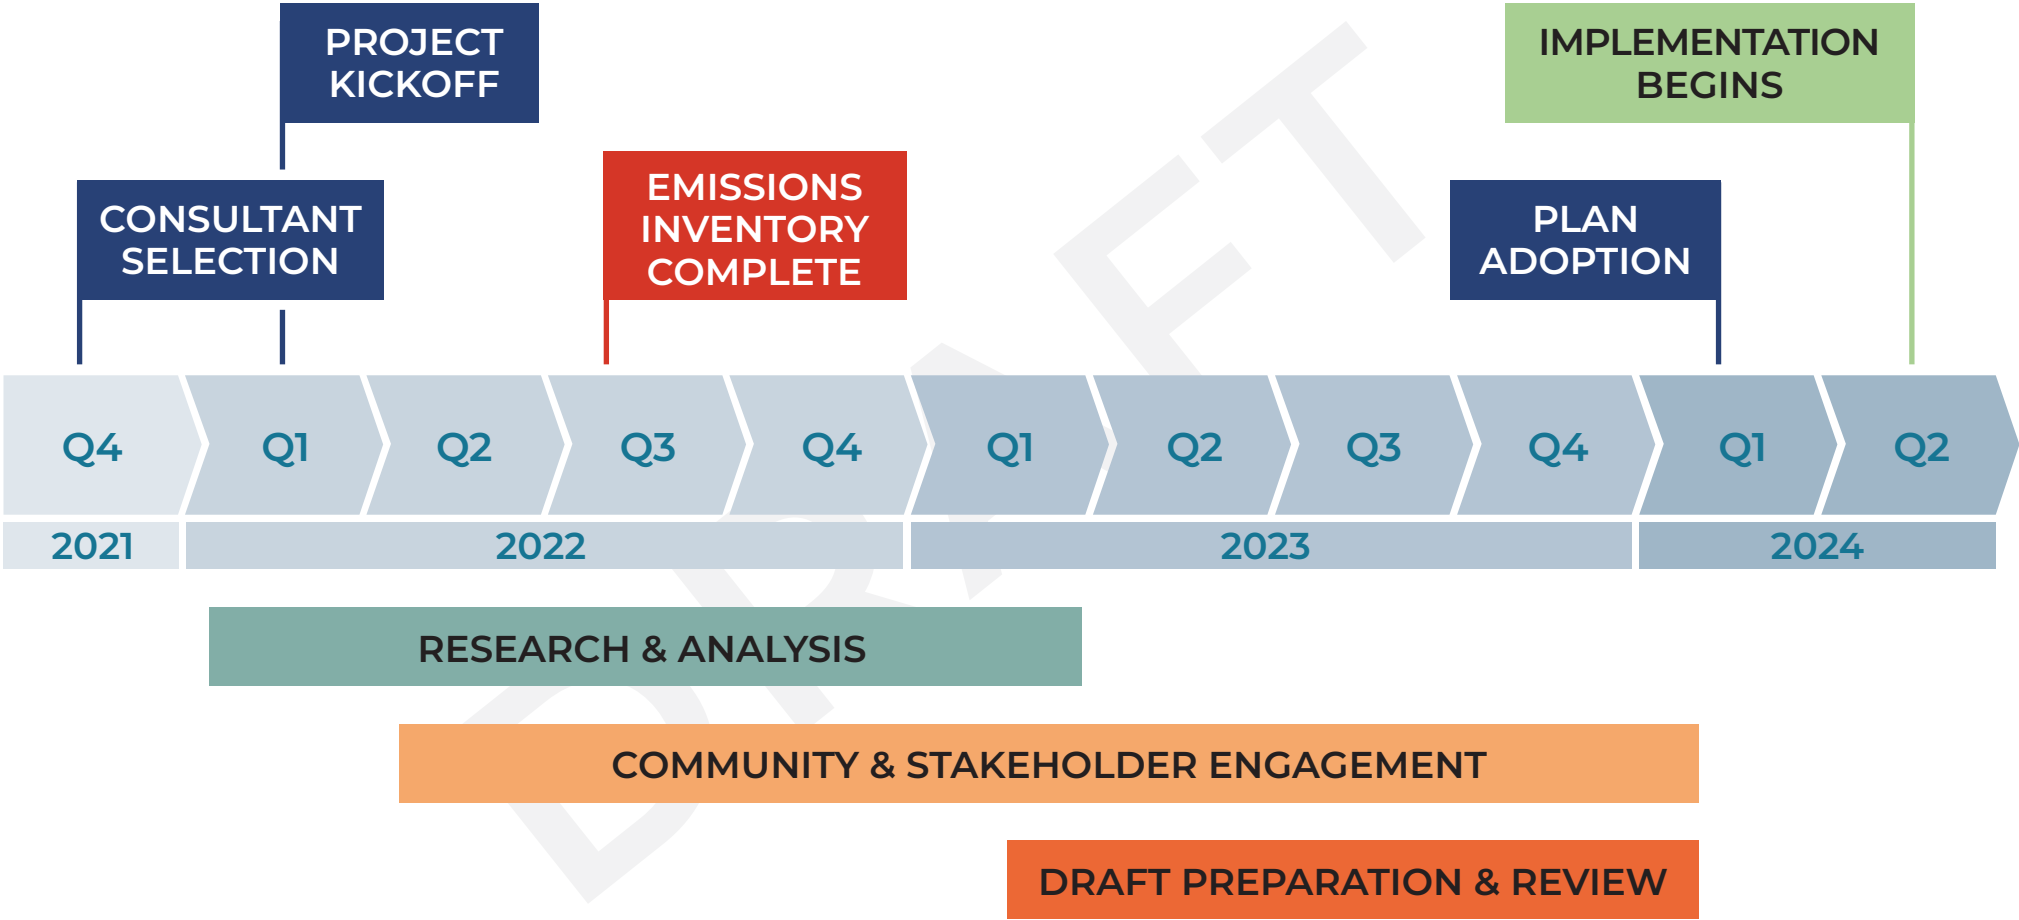 PROJECT
KICKOFF
IMPLEMENTATION
BEGINS
CONSULTANT
SELECTION
EMISSIONS
INVENTORY
COMPLETE
PLAN
ADOPTION
Q4 Q1 Q2 Q3 Q4 Q1 Q2 Q3 Q4 Q1 Q2
2021 2022 2023 2024
RESEARCH & ANALYSIS
COMMUNITY & STAKEHOLDER ENGAGEMENT
DRAFT PREPARATION & REVIEW
DRAFT